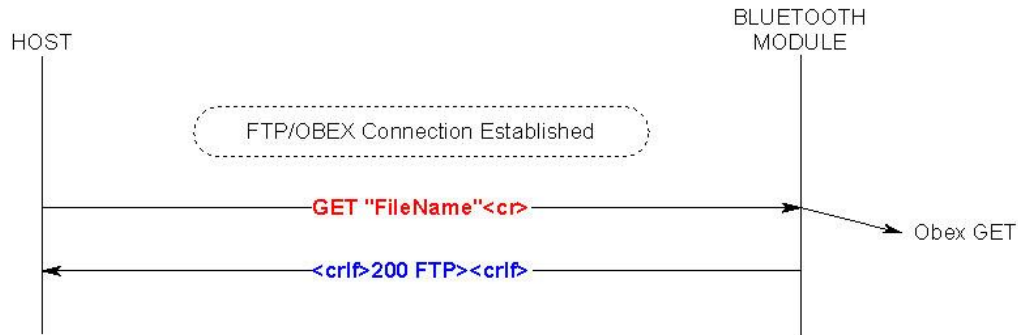 HOST
BLUETOOTH
MODULE
FTP/OBEX Connection Established
GET "FileName"<cr>
Obex GET
<crlf>200 FTP><crlf>